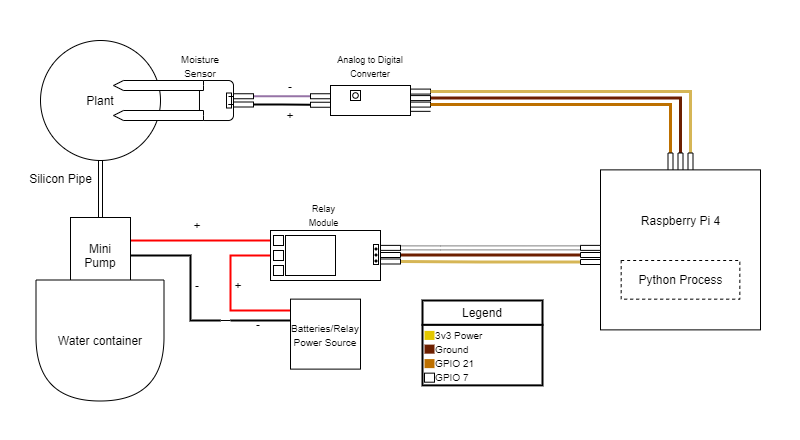 Moisture
Sensor
Analog to Digital
Converter
Plant
-
+
Silicon Pipe
Raspberry Pi 4
Relay
Module
+
Mini
Pump
Python Process
-
+
-
Batteries/Relay
Power Source
Water container
Legend
3v3 Power
Ground
GPIO 21
GPIO 7